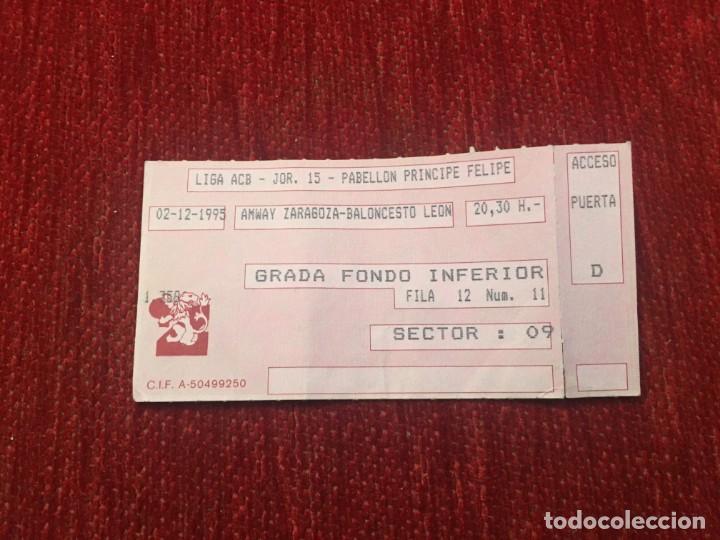 LIGA ACB - JOR. 15 - PABELLON PRINCIPE FELIPE
02-12-1995 AMWAY ZARAGOZA-BALONCESTO LEON 20,30 H.-
GRADA FONDO INFERIOR
FILA 12 Num. 11
SECTOR : 09
C.I.F. A-50499250
ACCESO
PUERTA
D
todocoleccion.net